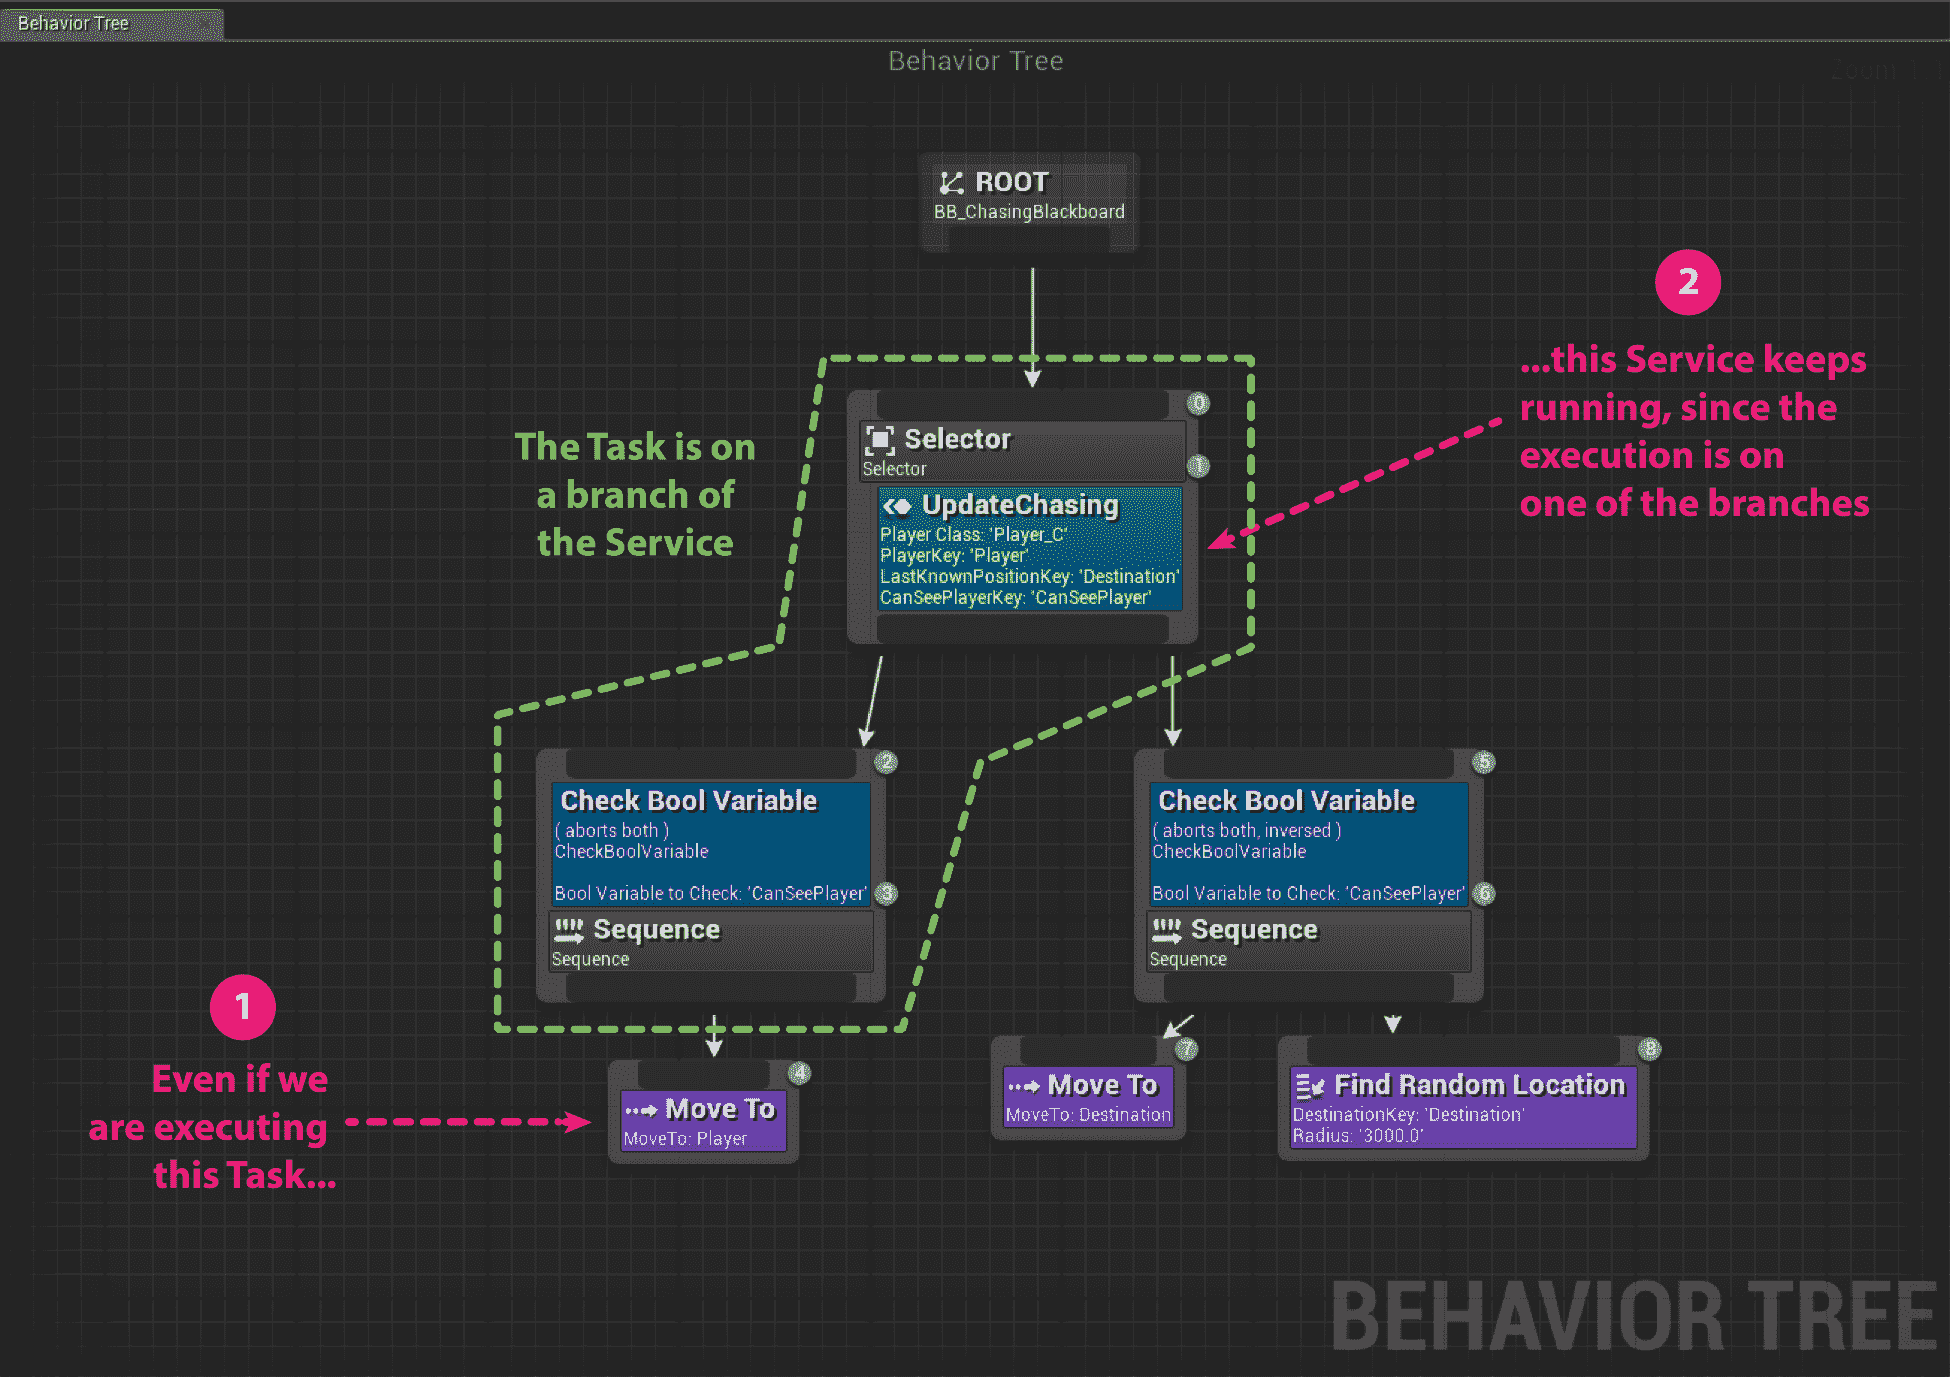 Behavior Tree
Behavior Tree
ROOT
BB_ChasingBlackboard
2
...this Service keeps
running, since the
execution is on
one of the branches
The Task is on
a branch of
the Service
0
Selector
Selector
1
UpdateChasing
Player Class: 'Player_C'
PlayerKey: 'Player'
LastKnownPositionKey: 'Destination'
CanSeePlayerKey: 'CanSeePlayer'
2
Check Bool Variable
( aborts both )
CheckBoolVariable
Bool Variable to Check: 'CanSeePlayer'
3
Sequence
Sequence
5
Check Bool Variable
( aborts both, inversed )
CheckBoolVariable
Bool Variable to Check: 'CanSeePlayer'
6
Sequence
Sequence
1
Even if we
are executing
this Task...
4
Move To
MoveTo: Player
7
Move To
MoveTo: Destination
8
Find Random Location
DestinationKey: 'Destination'
Radius: '3000.0'
BEHAVIOR TREE